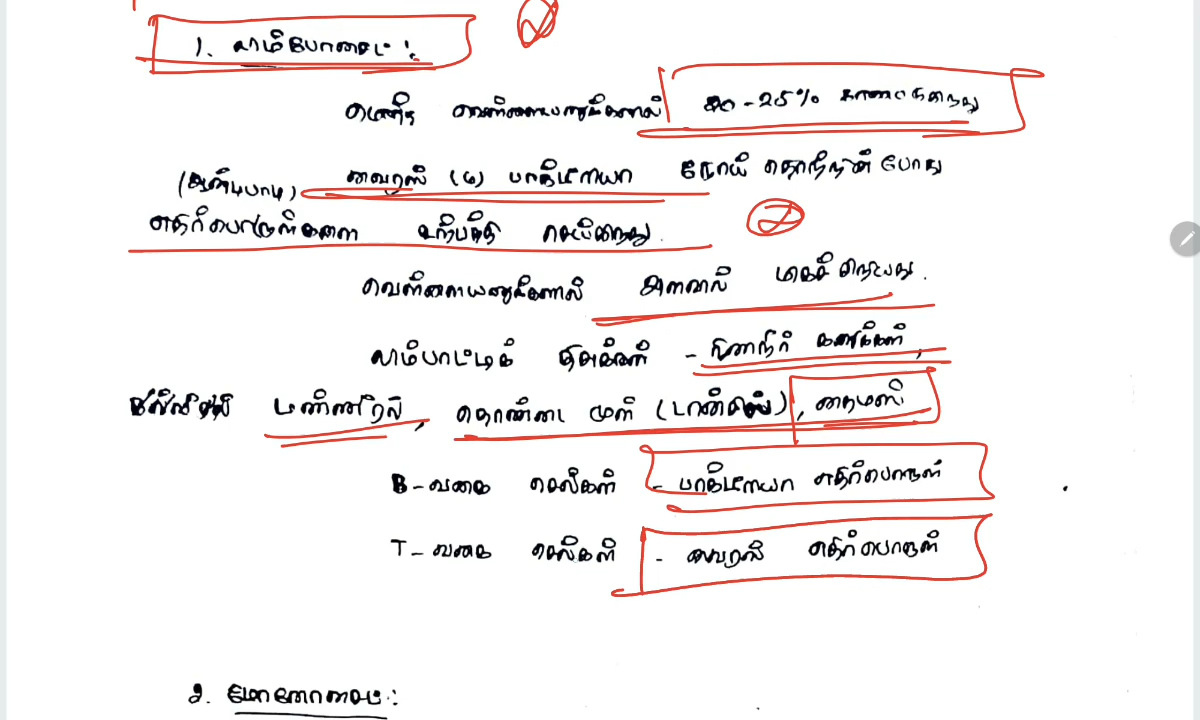 1. லிம்போசைட் :
மொத்த வெள்ளையணுக்களில் 20 - 25% காணப்படுகிறது
(ஆன்டிபாடி) வைரஸ் (ம) பாக்டீரியா நோய் தொற்றின் போது
எதிர்பொருள்களை உற்பத்தி செய்கிறது.
வெள்ளையணுக்களில் அளவில் மிகச் சிறியது.
லிம்பாட்டிக் திசுக்கள் - நிணநீர் கணுக்கள்,
மண்ணீரல், தொண்டை முள் (டான்சில்), தைமஸ்
B - வகை செல்கள் - பாக்டீரியா எதிர்பொருள்
T - வகை செல்கள் - வைரஸ் எதிர்பொருள்
2. மோனோசைட் :